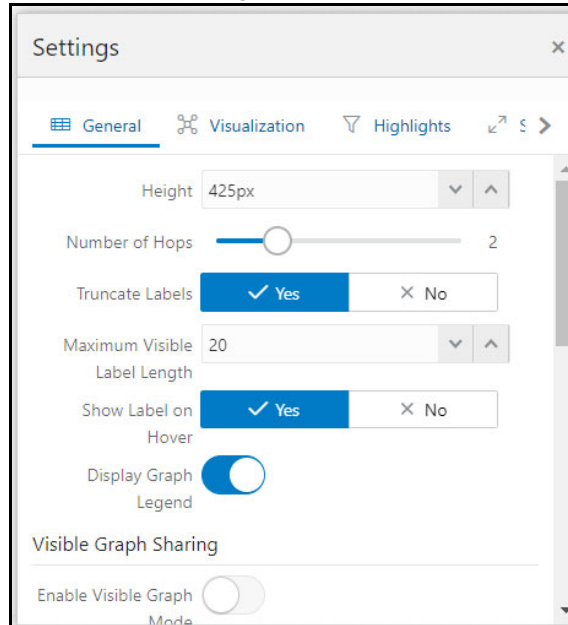 Settings
General Visualization Highlights S
Height 425px
Number of Hops 2
Truncate Labels Yes No
Maximum Visible 20
Label Length
Show Label on Yes No
Hover
Display Graph
Legend
Visible Graph Sharing
Enable Visible Graph
Mode